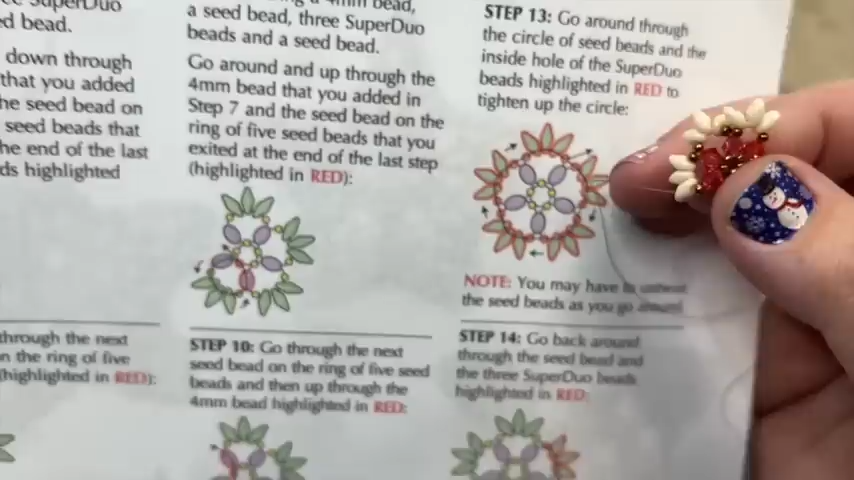 SuperDuo
ed bead.
down through
that you added
he seed bead on
seed beads that
he end of the last
ds highlighted
through the next
n the ring of five
highlighted in RED):
4mm bead,
a seed bead, three SuperDuo
beads and a seed bead.
Go around and up through the
4mm bead that you added in
Step 7 and the seed bead on the
ring of five seed beads that you
exited at the end of the last step
(highlighted in RED):
STEP 10: Go through the next
seed bead on the ring of five seed
beads and then up through the
4mm bead highlighted in RED:
STEP 13: Go around through
the circle of seed beads and the
inside hole of the SuperDuo
beads highlighted in RED to
tighten up the circle:
NOTE: You may have to
the seed beads as you go around
STEP 14: Go back around
through the seed bead and
the three SuperDuo beads
highlighted in RED: